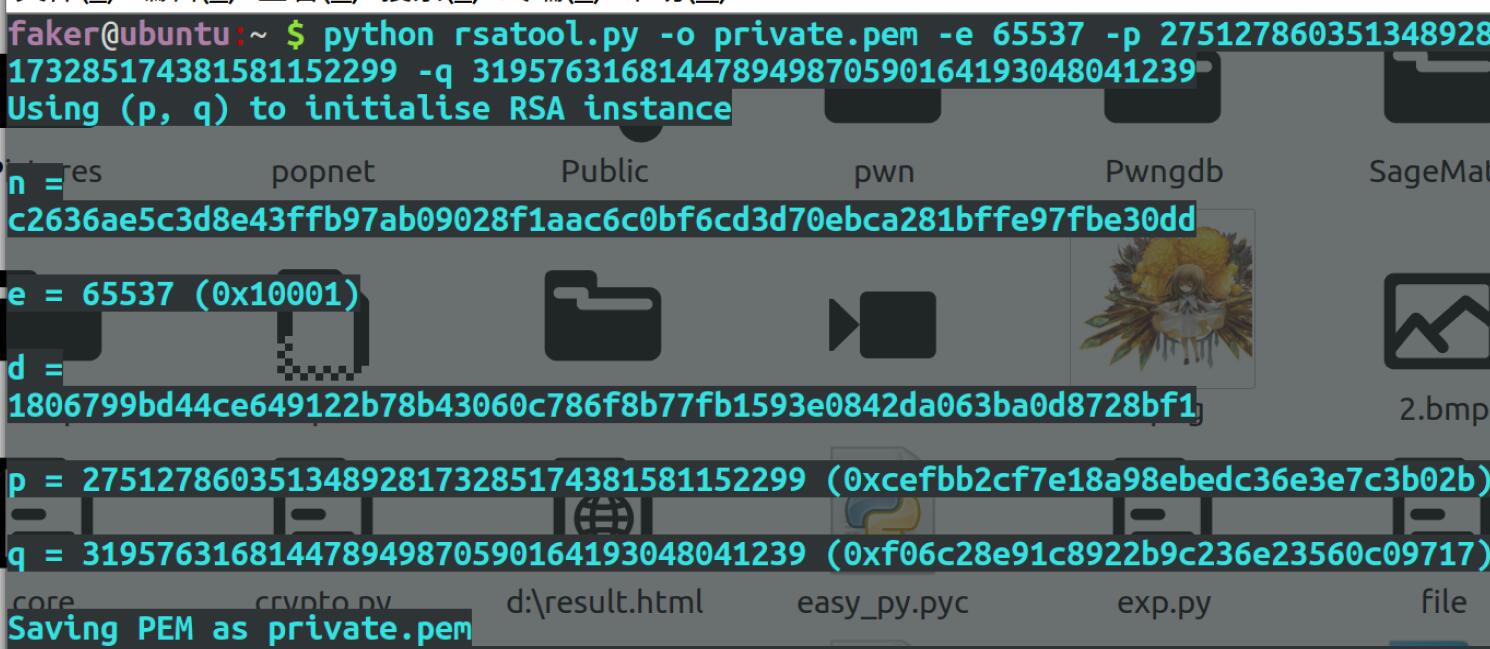 faker@ubuntu:~ $ python rsatool.py -o private.pem -e 65537 -p 275127860351348928
173285174381581152299 -q 319576316814478949870590164193048041239
Using (p, q) to initialise RSA instance
res popnet Public pwn Pwngdb SageMat
n =
c2636ae5c3d8e43ffb97ab09028f1aac6c0bf6cd3d70ebca281bffe97fbe30dd
e = 65537 (0x10001)
d =
1806799bd44ce649122b78b43060c786f8b77fb1593e0842da063ba0d8728bf1
2.bmp
p = 275127860351348928173285174381581152299 (0xcefbb2cf7e18a98ebedc36e3e7c3b02b)
q = 319576316814478949870590164193048041239 (0xf06c28e91c8922b9c236e23560c09717)
core crypto.py d:\result.html easy_py.pyc exp.py file
Saving PEM as private.pem